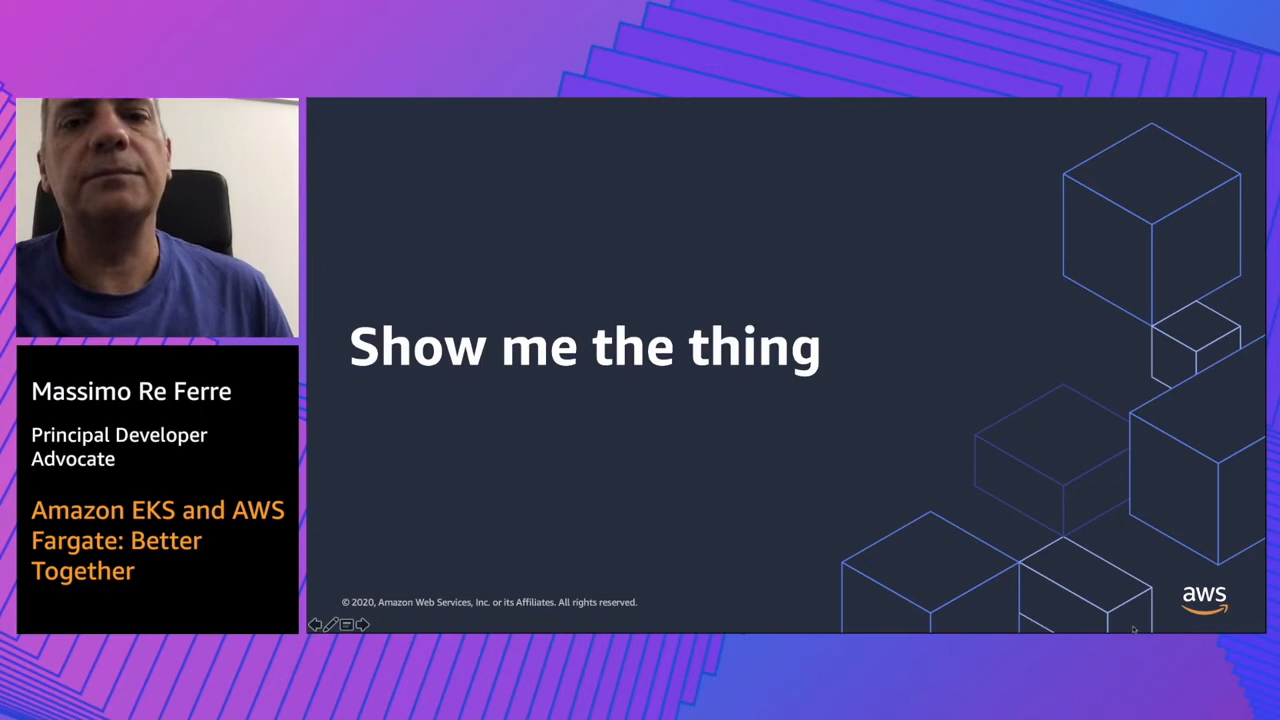 Massimo Re Ferre
Principal Developer
Advocate
Amazon EKS and AWS
Fargate: Better
Together
Show me the thing
© 2020, Amazon Web Services, Inc. or its Affiliates. All rights reserved.
aws